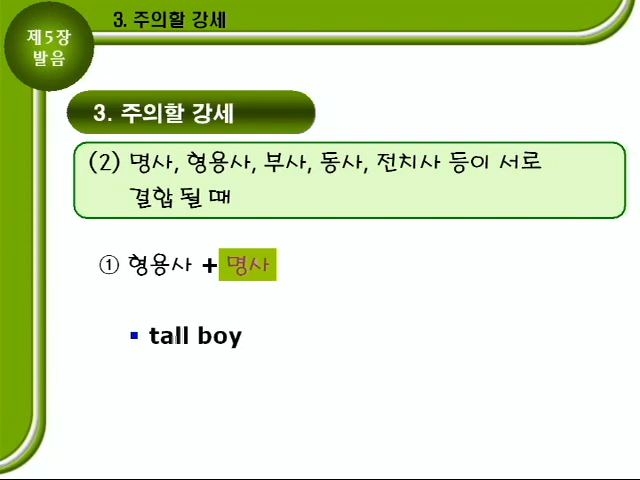 3. 주의할 강세
제5장
발음
3. 주의할 강세
(2) 명사, 형용사, 부사, 동사, 전치사 등이 서로
결합 될 때
① 형용사 + 명사
▪ tall boy